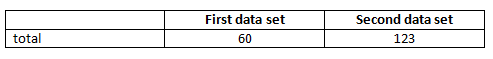 First data set Second data set
total 60 123